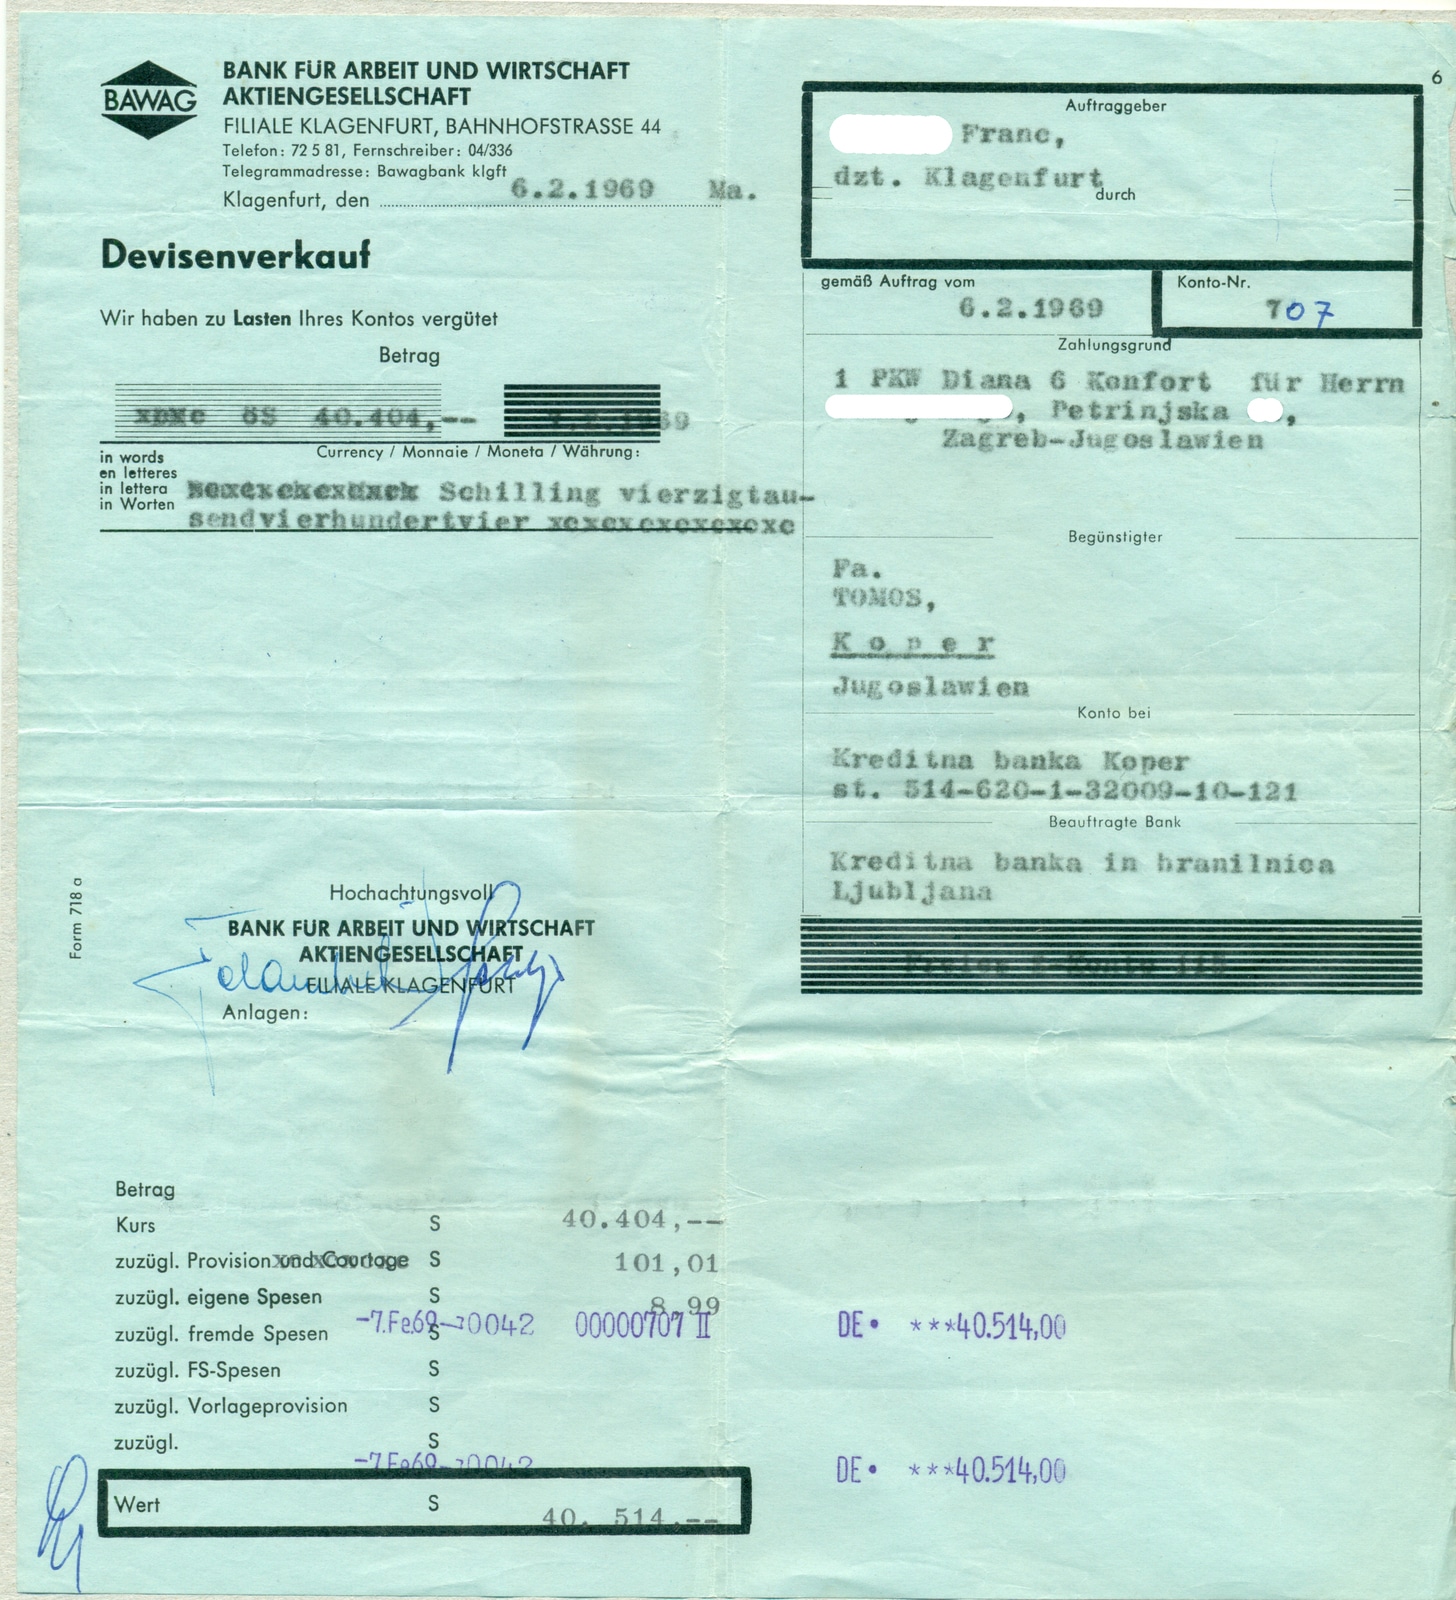 BAWAG
BANK FÜR ARBEIT UND WIRTSCHAFT
AKTIENGESELLSCHAFT
FILIALE KLAGENFURT, BAHNHOFSTRASSE 44
Telefon: 72 5 81, Fernschreiber: 04/336
Telegrammadresse: Bawagbank klgft
Klagenfurt, den 6.2.1969 Ma.
Devisenverkauf
Wir haben zu Lasten Ihres Kontos vergütet
Betrag
öS 40.404,-- 7.2.1969
Currency / Monnaie / Moneta / Währung:
in words
en letteres
in lettera
in Worten
Schilling vierzigtau-
sendvierhundertvier xcxcxcxcxcxcxc
6
Auftraggeber
Franc,
dzt. Klagenfurt
durch
gemäß Auftrag vom
6.2.1969
Konto-Nr.
707
Zahlungsgrund
1 PKW Diana 6 Konfort für Herrn
, Petrinjska ,
Zagreb-Jugoslawien
Begünstigter
Fa.
TOMOS,
K o p e r
Jugoslawien
Konto bei
Kreditna banka Koper
st. 514-620-1-32009-10-121
Beauftragte Bank
Kreditna banka in hranilnica
Ljubljana
Form 718 a
Hochachtungsvoll
BANK FÜR ARBEIT UND WIRTSCHAFT
AKTIENGESELLSCHAFT
FILIALE KLAGENFURT
Anlagen:
Betrag
Kurs S 40.404,--
zuzügl. Provision und Courtage S 101,01
zuzügl. eigene Spesen S 8,99
-7.Fe69 0042 00000707 II DE• ***40.514,00
zuzügl. fremde Spesen S
zuzügl. FS-Spesen S
zuzügl. Vorlageprovision S
zuzügl. S
-7.Fe69 0042 DE• ***40.514,00
Wert S 40. 514.--